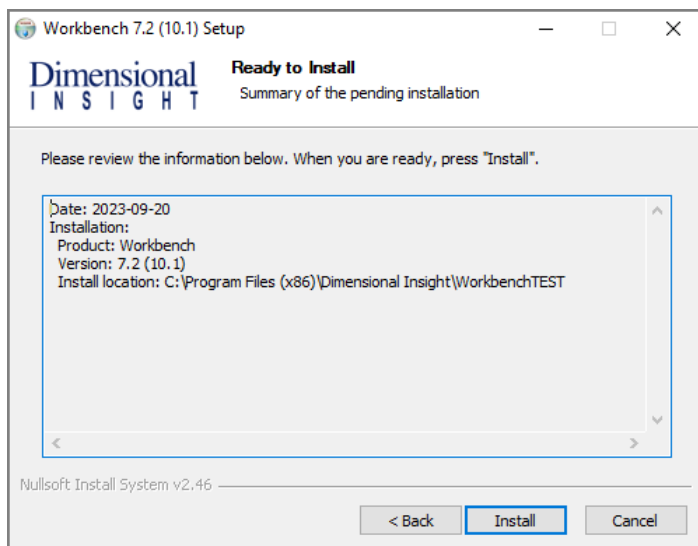 Workbench 7.2 (10.1) Setup
Dimensional
INSIGHT
Ready to Install
Summary of the pending installation
Please review the information below. When you are ready, press "Install".
Date: 2023-09-20
Installation:
Product: Workbench
Version: 7.2 (10.1)
Install location: C:\Program Files (x86)\Dimensional Insight\WorkbenchTEST
Nullsoft Install System v2.46
< Back
Install
Cancel